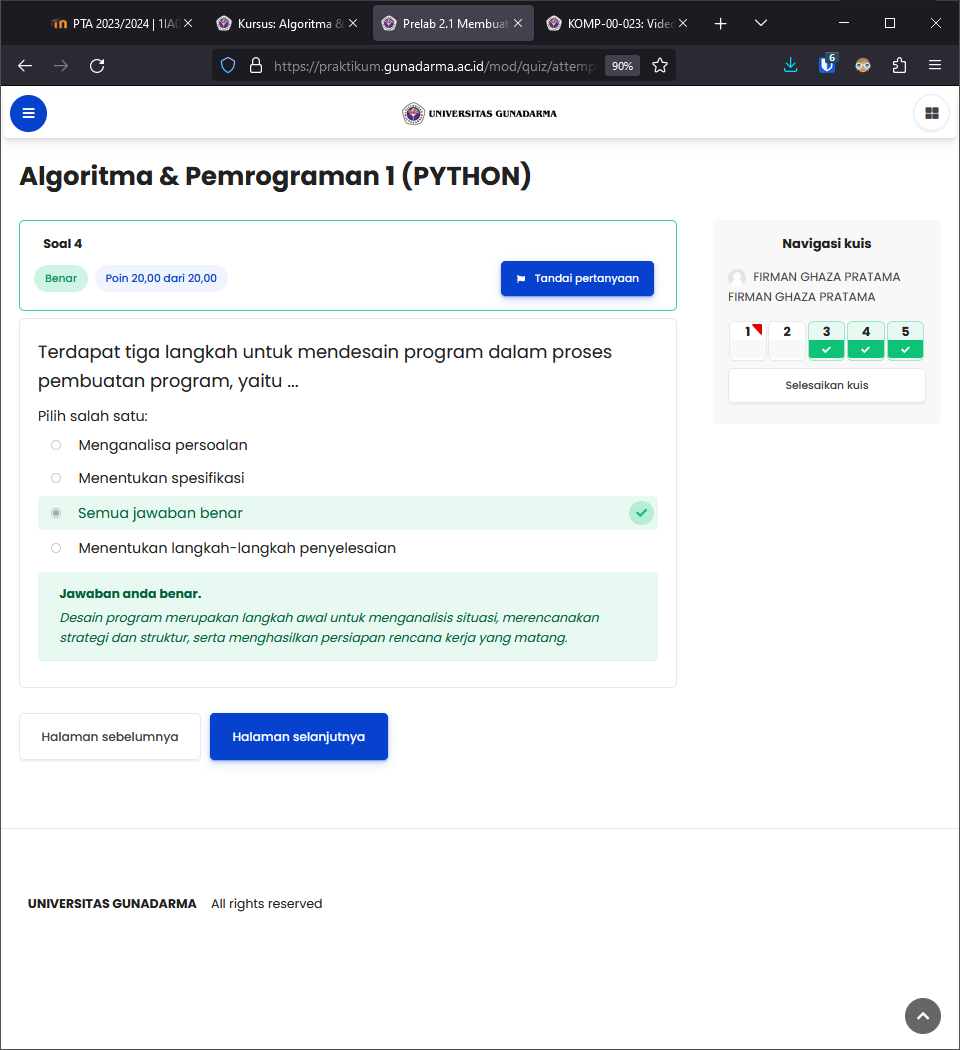 PTA 2023/2024 | 1IA0
Kursus: Algoritma &
Prelab 2.1 Membuat
KOMP-00-023: Video
https://praktikum.gunadarma.ac.id/mod/quiz/attemp
90%
6
UNIVERSITAS GUNADARMA
Algoritma & Pemrograman 1 (PYTHON)
Soal 4
Benar
Poin 20,00 dari 20,00
Tandai pertanyaan
Terdapat tiga langkah untuk mendesain program dalam proses
pembuatan program, yaitu ...
Pilih salah satu:
Menganalisa persoalan
Menentukan spesifikasi
Semua jawaban benar
Menentukan langkah-langkah penyelesaian
Jawaban anda benar.
Desain program merupakan langkah awal untuk menganalisis situasi, merencanakan
strategi dan struktur, serta menghasilkan persiapan rencana kerja yang matang.
Halaman sebelumnya
Halaman selanjutnya
Navigasi kuis
FIRMAN GHAZA PRATAMA
FIRMAN GHAZA PRATAMA
1 2 3 4 5
Selesaikan kuis
UNIVERSITAS GUNADARMA All rights reserved